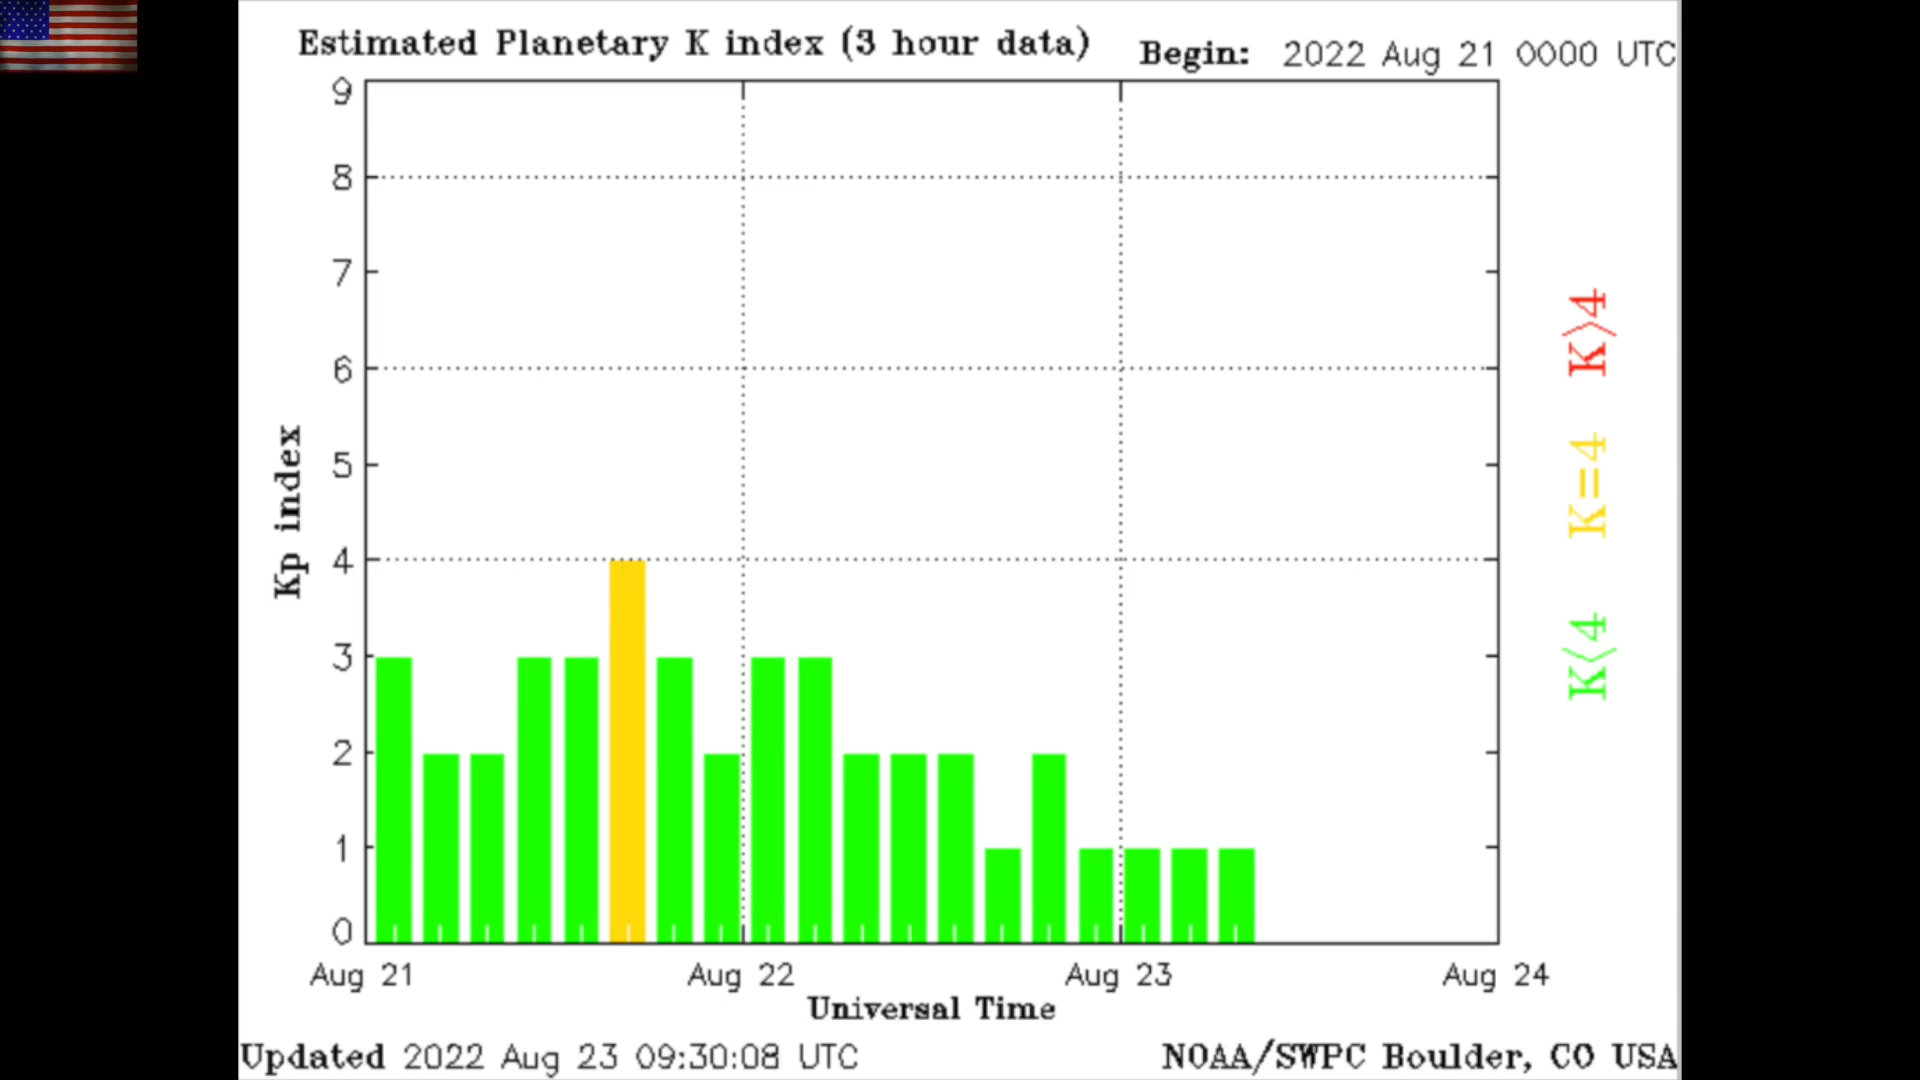 Estimated Planetary K index (3 hour data) Begin: 2022 Aug 21 0000 UTC
9
8
7
6
5
4
3
2
1
0
Kp index
K>4
K=4
K<4
Aug 21 Aug 22 Aug 23 Aug 24
Universal Time
Updated 2022 Aug 23 09:30:08 UTC NOAA/SWPC Boulder, CO USA